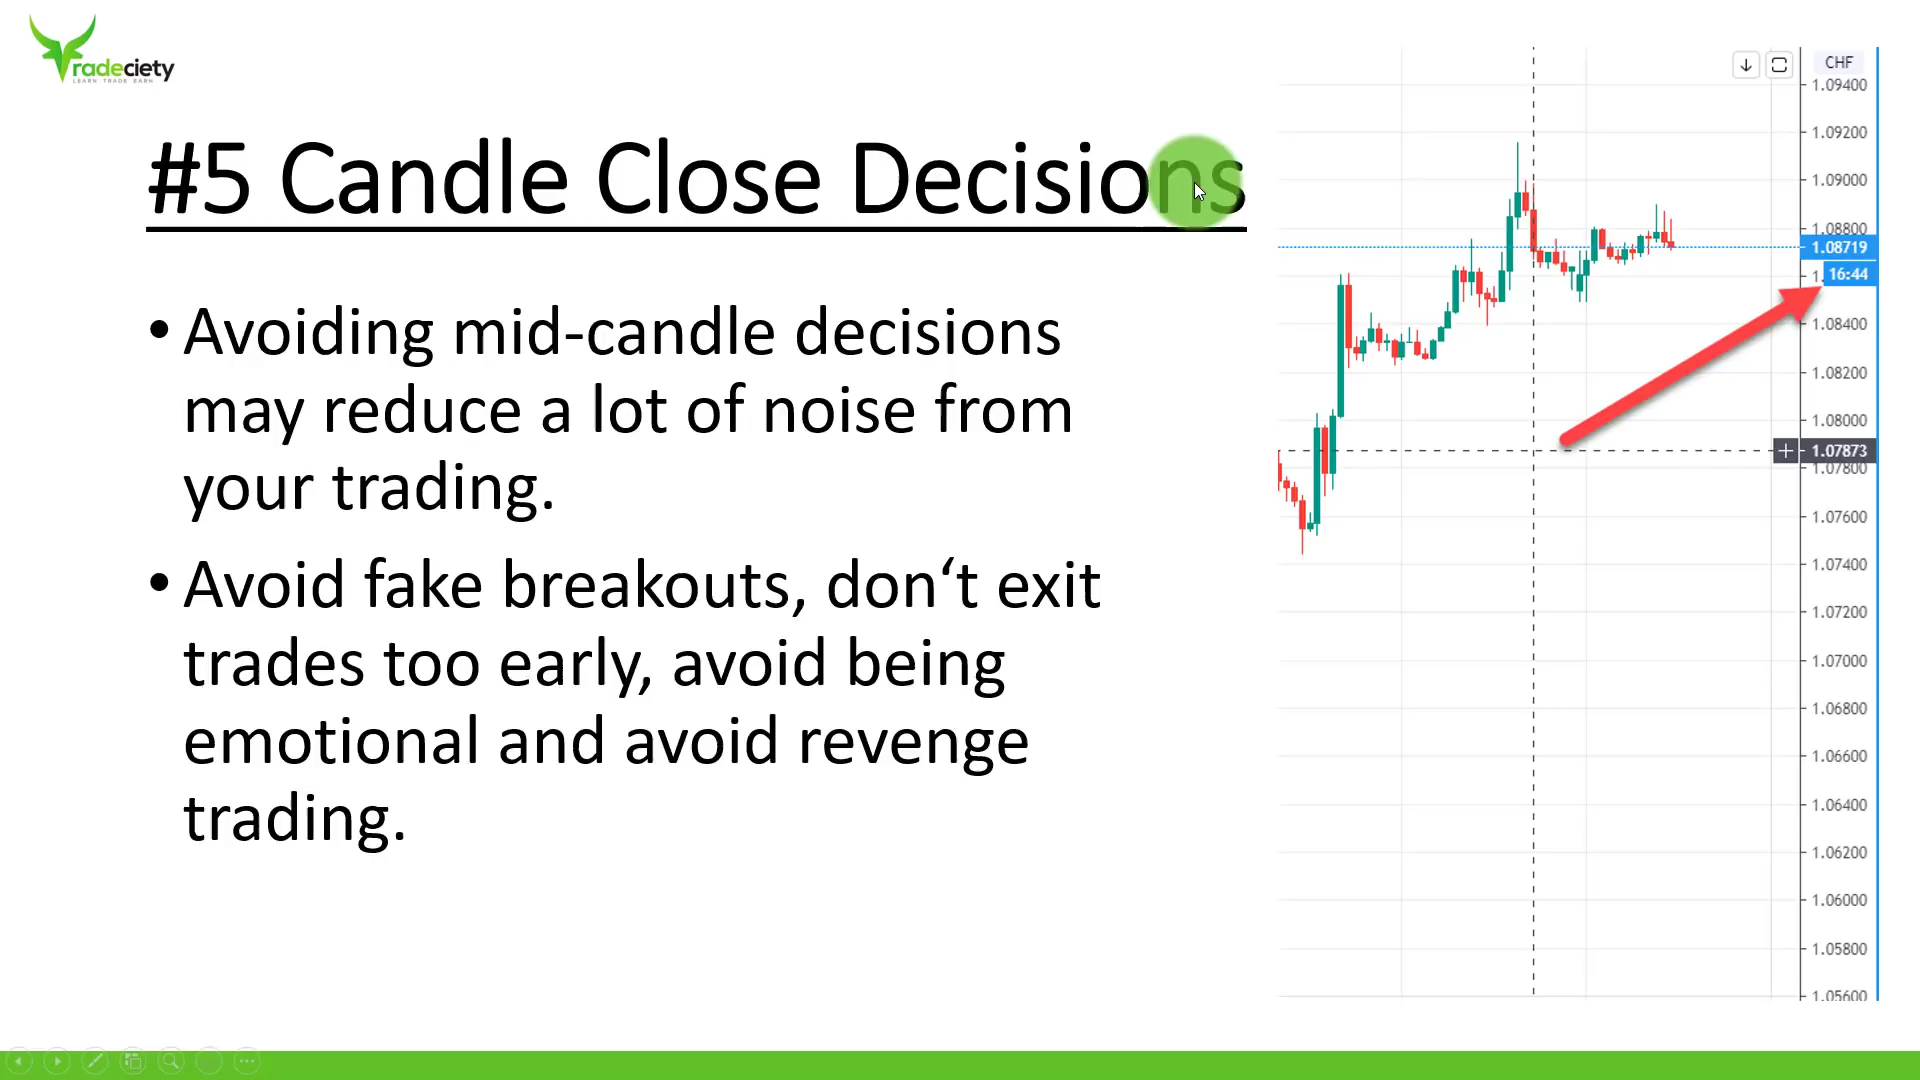 Tradeciety
LEARN TRADE EARN
#5 Candle Close Decisions
• Avoiding mid-candle decisions
may reduce a lot of noise from
your trading.
• Avoid fake breakouts, don‘t exit
trades too early, avoid being
emotional and avoid revenge
trading.
CHF
1.09400
1.09200
1.09000
1.08800
1.08719
16:44
1.08400
1.08200
1.08000
1.07873
1.07800
1.07600
1.07400
1.07200
1.07000
1.06800
1.06600
1.06400
1.06200
1.06000
1.05800
1.05600